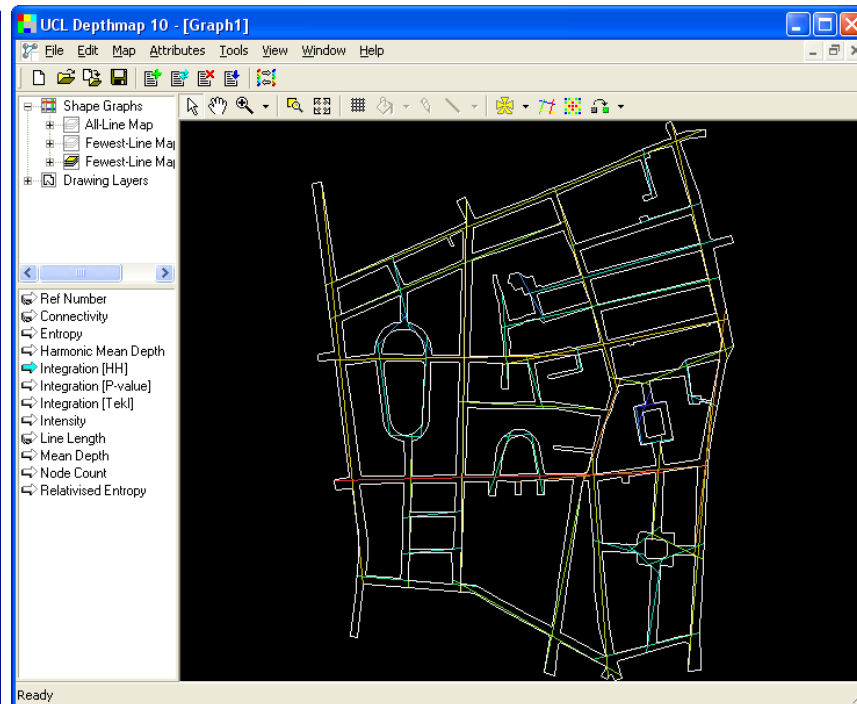 UCL Depthmap 10 - [Graph1]
File Edit Map Attributes Tools View Window Help
Shape Graphs
All-Line Map
Fewest-Line Map
Fewest-Line Map
Drawing Layers
Ref Number
Connectivity
Entropy
Harmonic Mean Depth
Integration [HH]
Integration [P-value]
Integration [Tekl]
Intensity
Line Length
Mean Depth
Node Count
Relativised Entropy
Ready